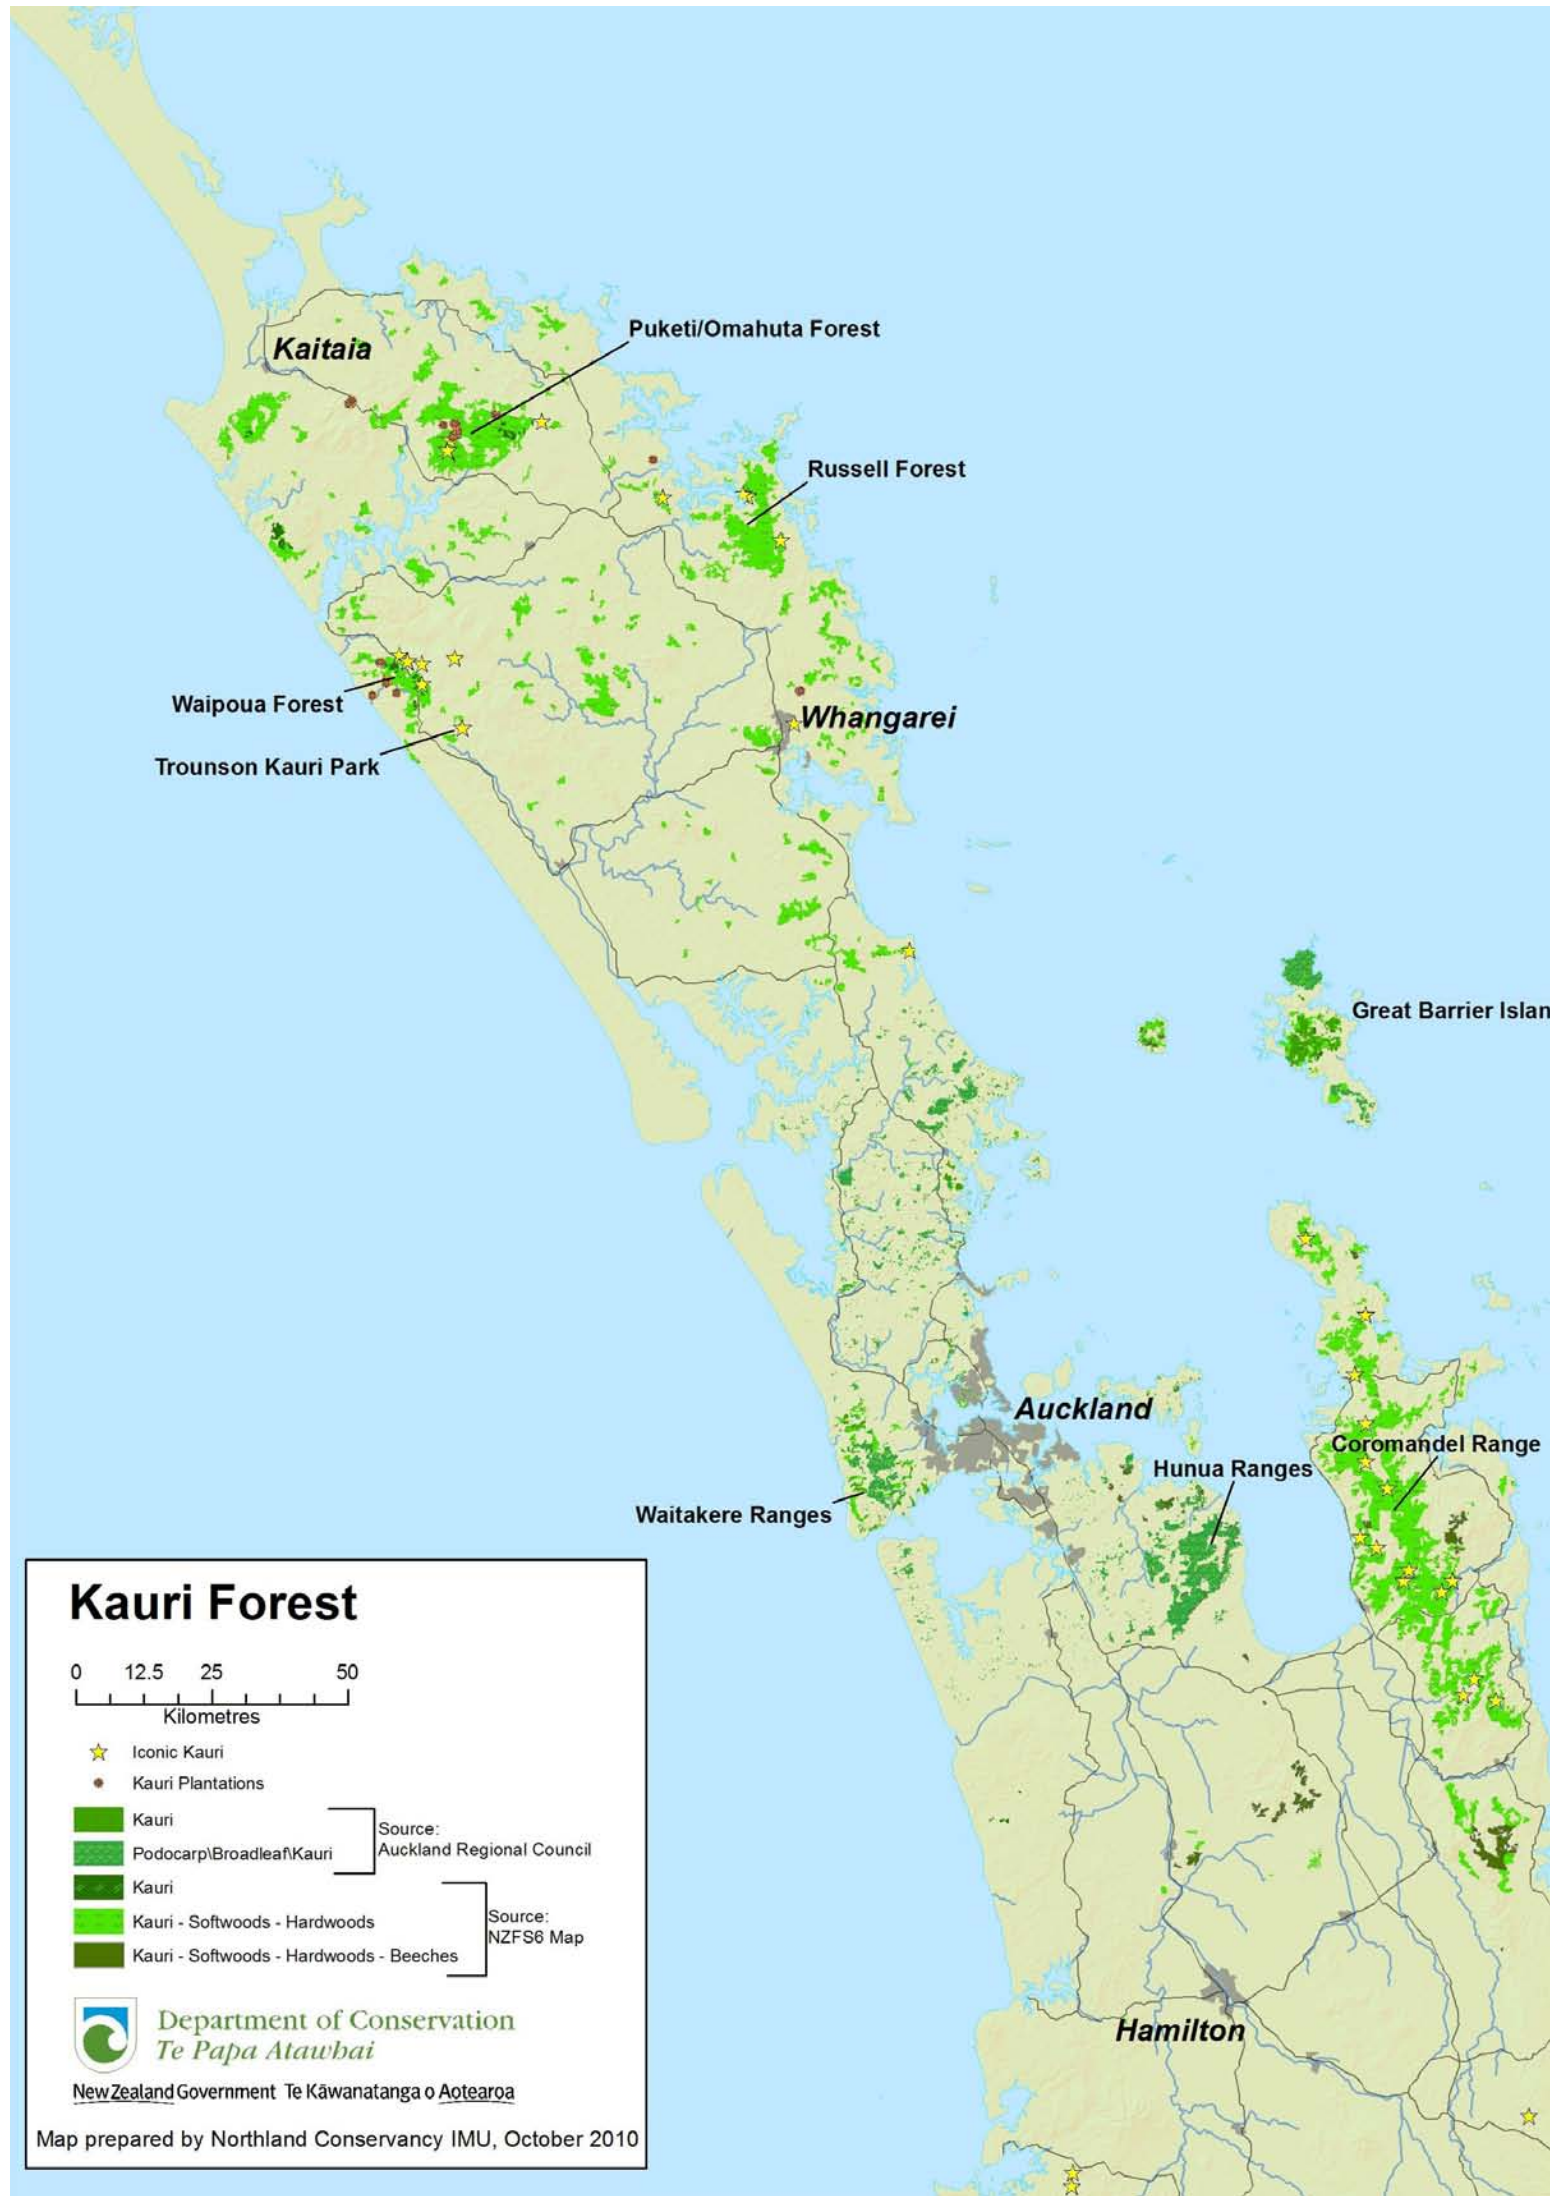 Kaitaia
Puketi/Omahuta Forest
Russell Forest
Waipoua Forest
Whangarei
Trounson Kauri Park
Great Barrier Islan
Auckland
Coromandel Range
Hunua Ranges
Waitakere Ranges
Hamilton
Kauri Forest
0 12.5 25 50
Kilometres
Iconic Kauri
Kauri Plantations
Kauri
Podocarp\Broadleaf\Kauri
Source:
Auckland Regional Council
Kauri
Kauri - Softwoods - Hardwoods
Kauri - Softwoods - Hardwoods - Beeches
Source:
NZFS6 Map
Department of Conservation
Te Papa Atawhai
New Zealand Government Te Kāwanatanga o Aotearoa
Map prepared by Northland Conservancy IMU, October 2010